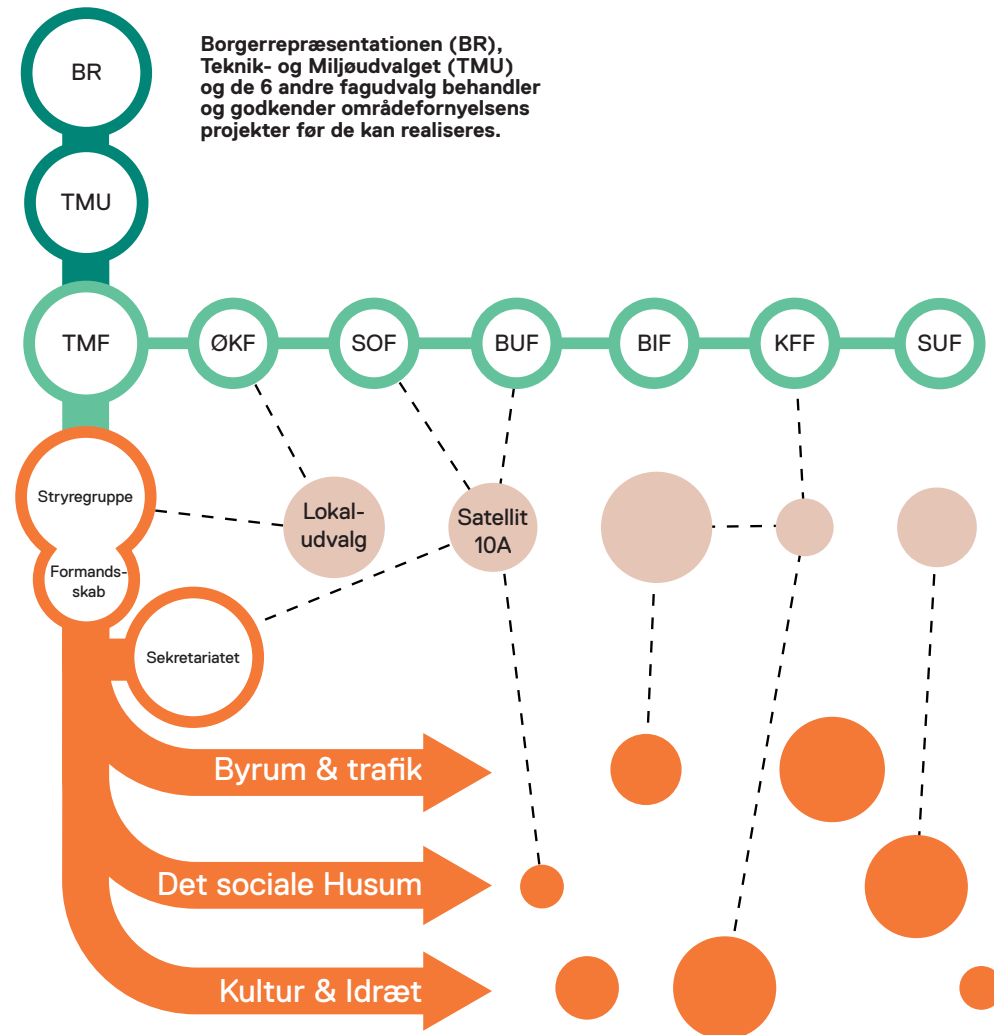 BR
Borgerrepræsentationen (BR),
Teknik- og Miljøudvalget (TMU)
og de 6 andre fagudvalg behandler
og godkender områdefornyelsens
projekter før de kan realiseres.
TMU
TMF
ØKF
SOF
BUF
BIF
KFF
SUF
Stryregruppe
Lokal-
udvalg
Satellit
10A
Formands-
skab
Sekretariatet
Byrum & trafik
Det sociale Husum
Kultur & Idræt